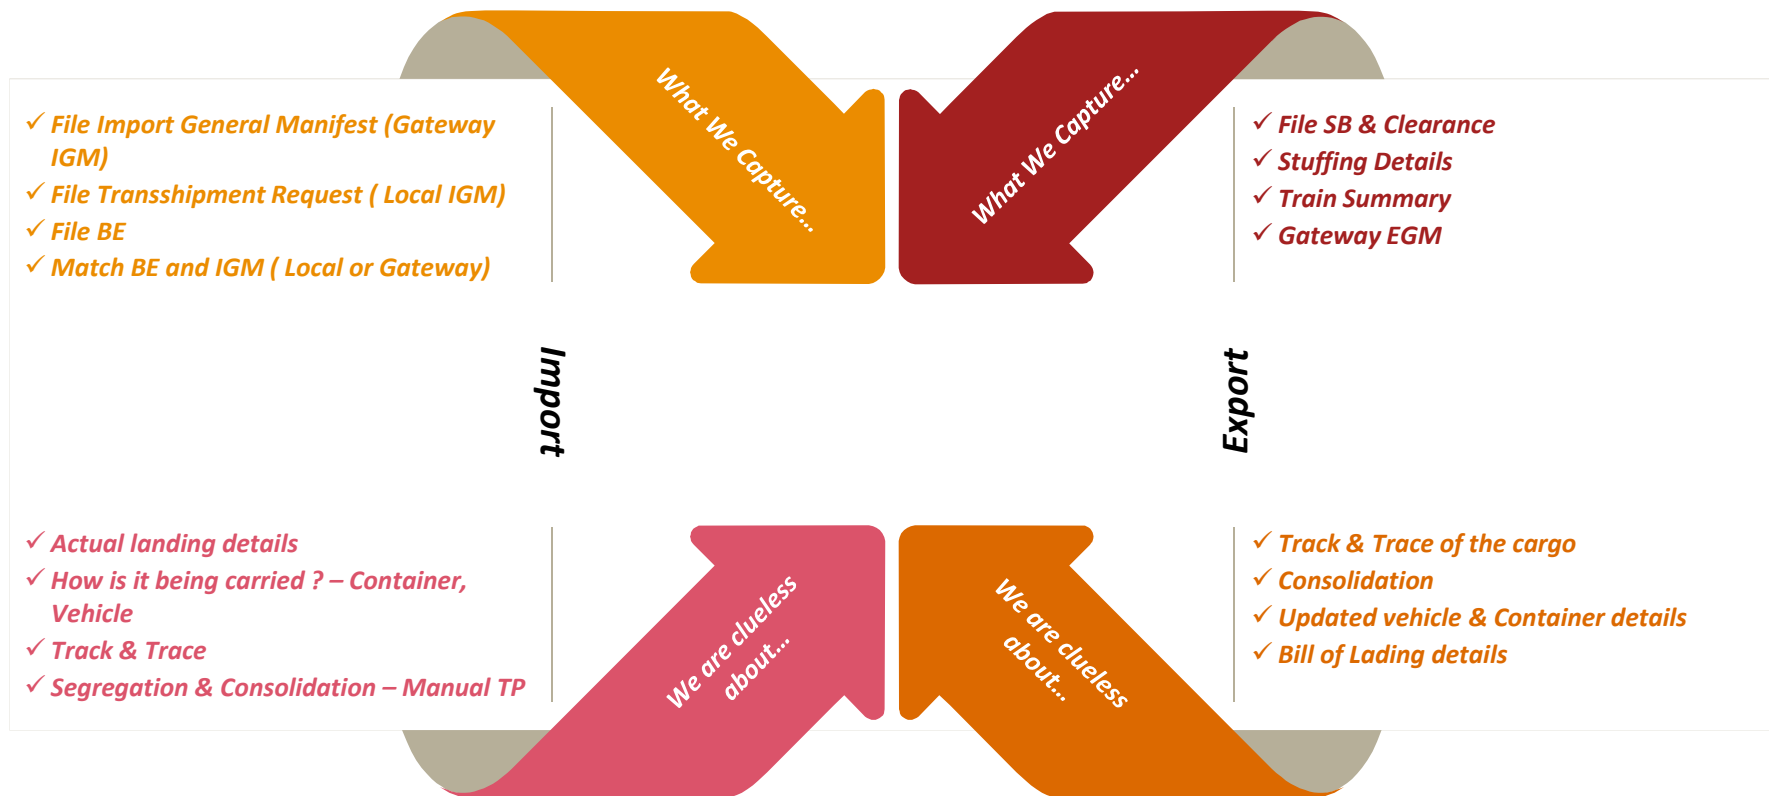 What We Capture...
✓ File Import General Manifest (Gateway
IGM)
✓ File Transshipment Request ( Local IGM)
✓ File BE
✓ Match BE and IGM ( Local or Gateway)
What We Capture...
✓ File SB & Clearance
✓ Stuffing Details
✓ Train Summary
✓ Gateway EGM
Import
Export
✓ Actual landing details
✓ How is it being carried ? – Container,
Vehicle
✓ Track & Trace
✓ Segregation & Consolidation – Manual TP
We are clueless
about...
We are clueless
about...
✓ Track & Trace of the cargo
✓ Consolidation
✓ Updated vehicle & Container details
✓ Bill of Lading details